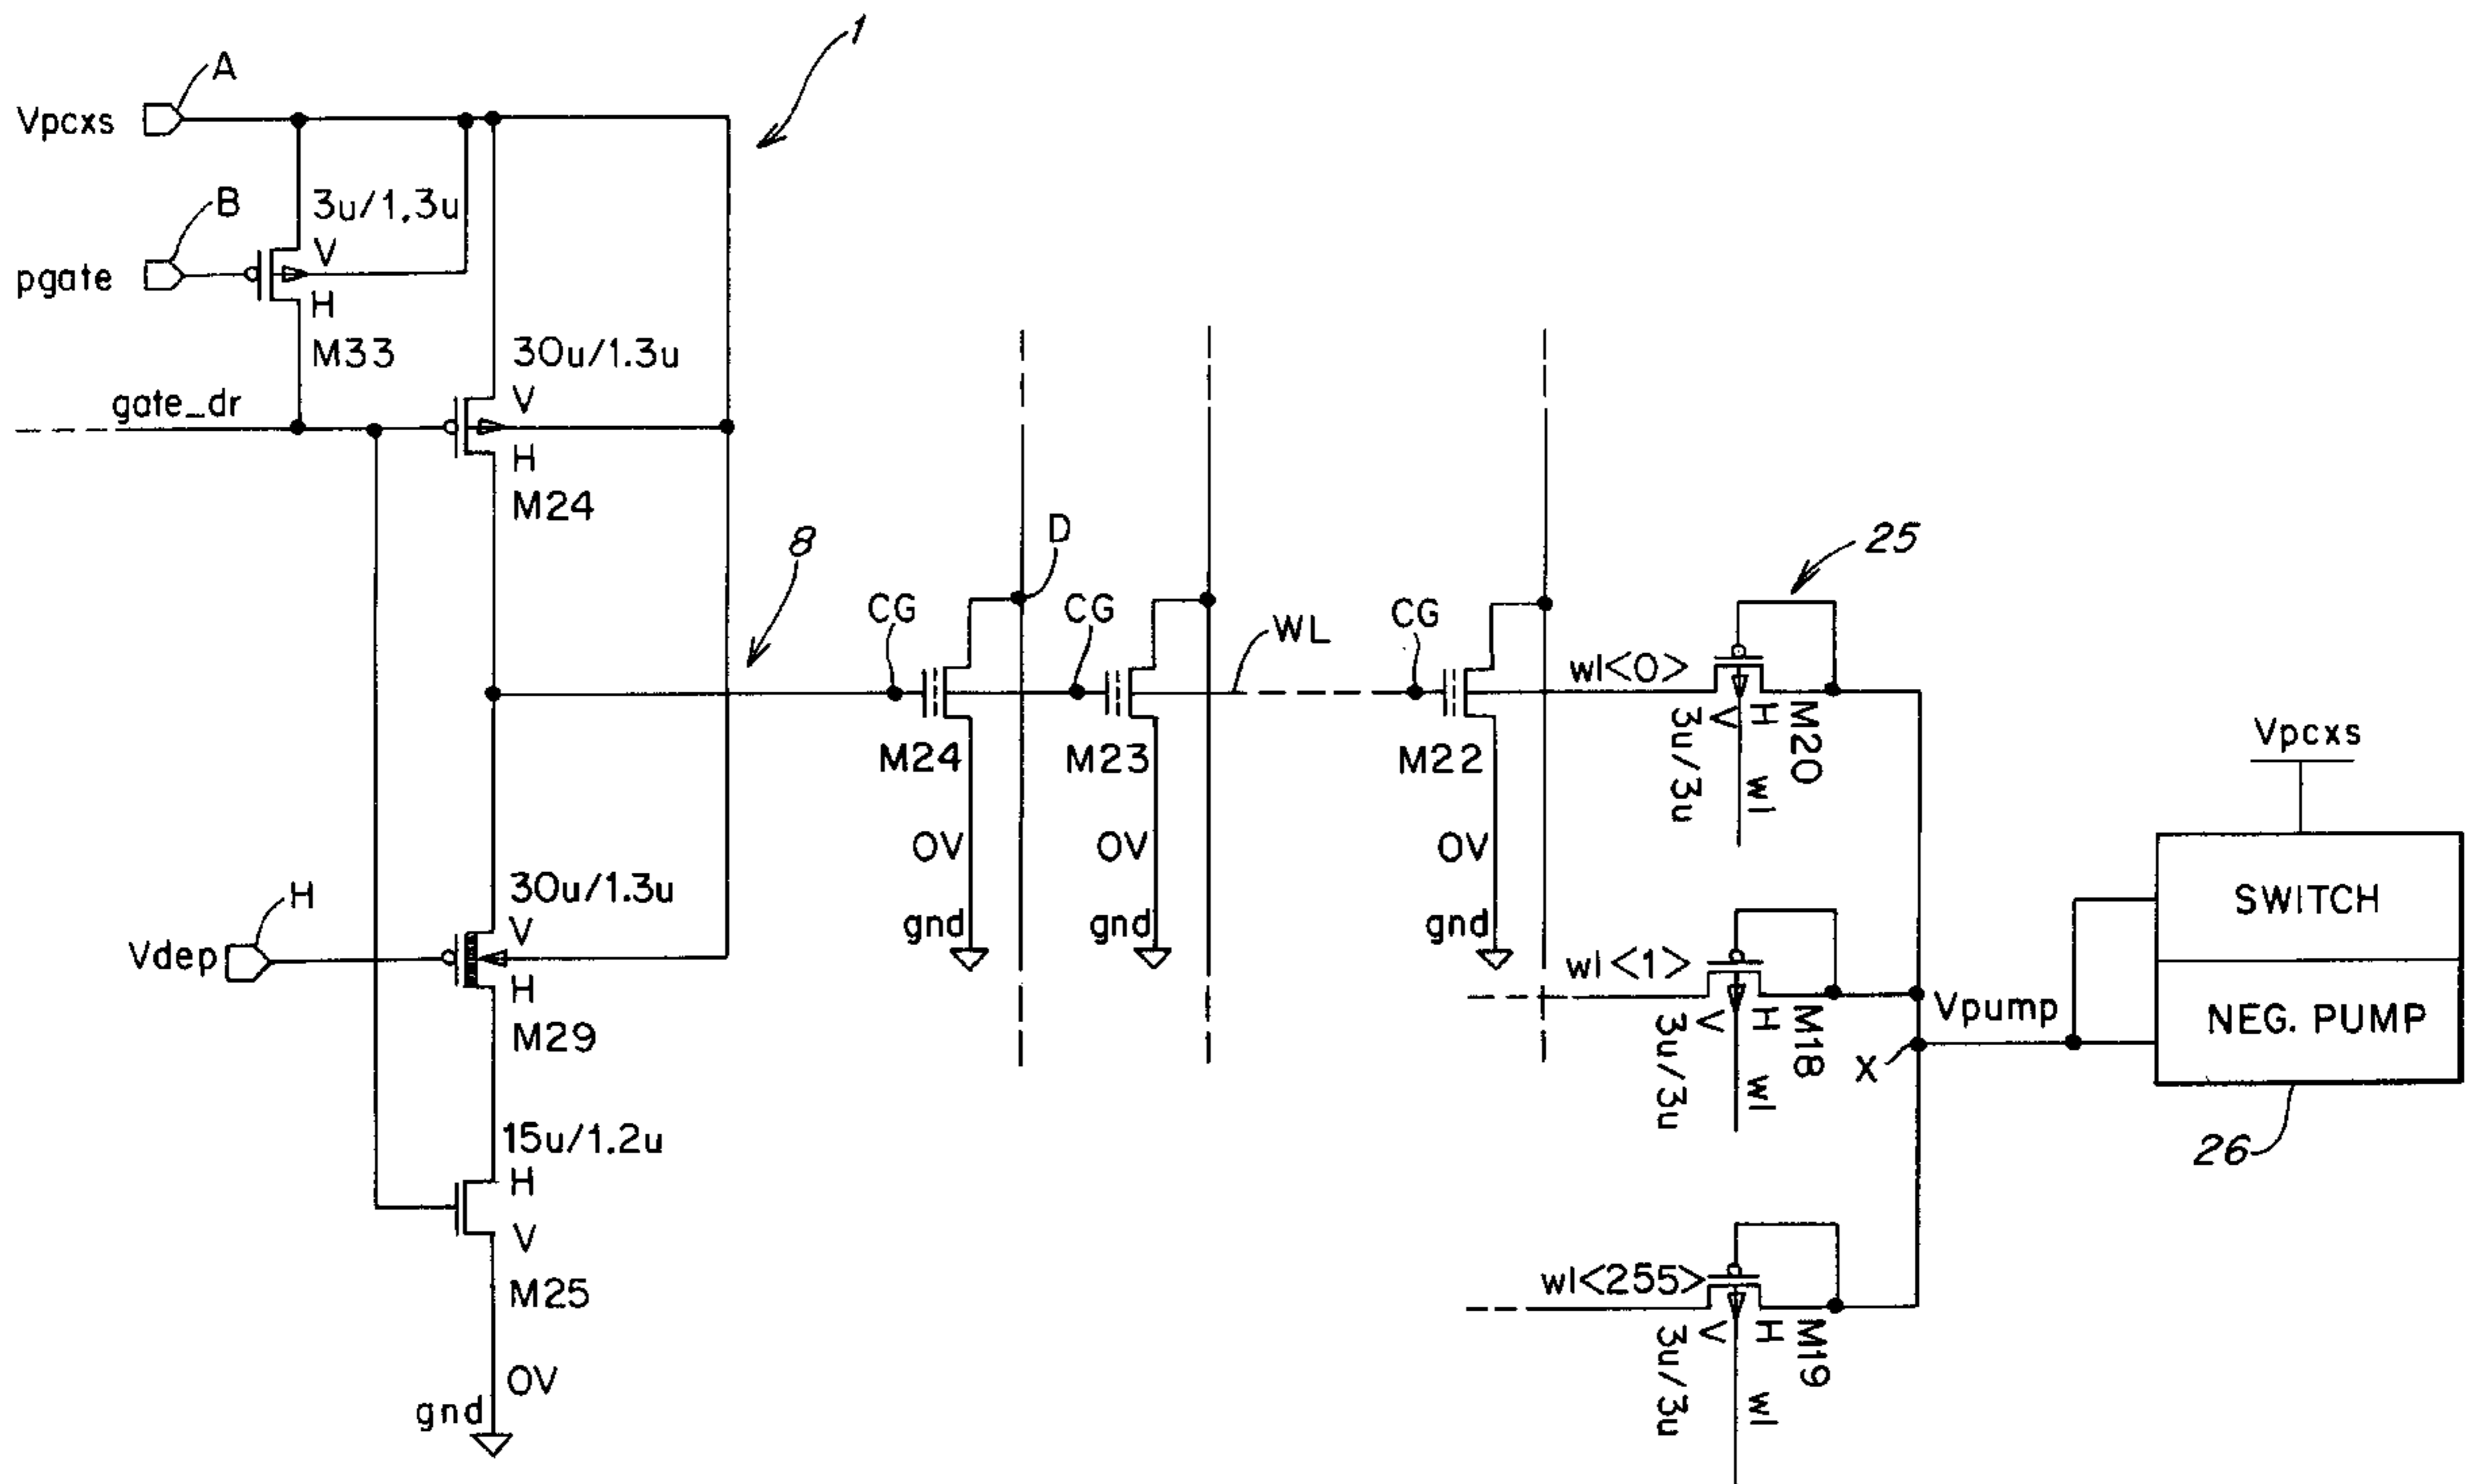 1
A
Vpcxs
B
3u/1.3u
V
pgate
H
M33
30u/1.3u
gate_dr
V
H
M24
8
D
25
CG
CG
CG
WL
wl<0>
M24
M23
M22
V
H
M20
3u/3u
wl
Vpcxs
0V
0V
0V
SWITCH
30u/1.3u
H
V
gnd
gnd
gnd
Vdep
wl<1>
H
M29
V
H
M18
3u/3u
wl
Vpump
NEG. PUMP
X
15u/1.2u
H
26
V
M25
wl<255>
V
H
M19
3u/3u
wl
0V
gnd